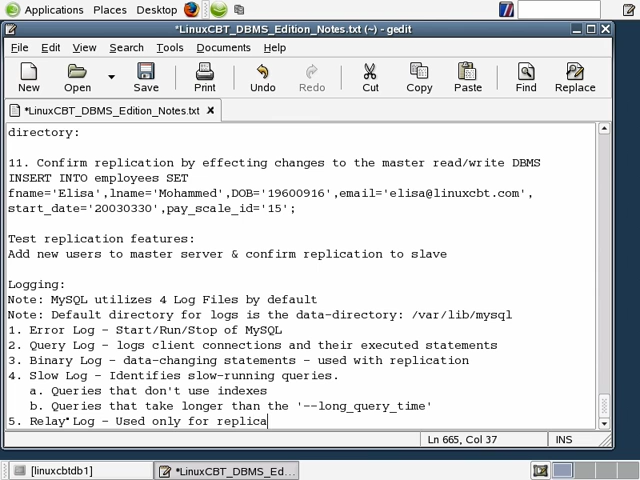 Applications Places Desktop
*LinuxCBT_DBMS_Edition_Notes.txt (~) - gedit
File Edit View Search Tools Documents Help
New Open Save Print Undo Redo Cut Copy Paste Find Replace
*LinuxCBT_DBMS_Edition_Notes.txt x
directory:
11. Confirm replication by effecting changes to the master read/write DBMS
INSERT INTO employees SET
fname='Elisa',lname='Mohammed',DOB='19600916',email='elisa@linuxcbt.com',
start_date='20030330',pay_scale_id='15';
Test replication features:
Add new users to master server & confirm replication to slave
Logging:
Note: MySQL utilizes 4 Log Files by default
Note: Default directory for logs is the data-directory: /var/lib/mysql
1. Error Log - Start/Run/Stop of MySQL
2. Query Log - logs client connections and their executed statements
3. Binary Log - data-changing statements - used with replication
4. Slow Log - Identifies slow-running queries.
a. Queries that don't use indexes
b. Queries that take longer than the '--long_query_time'
5. Relay Log - Used only for replica
Ln 665, Col 37 INS
[linuxcbtdb1] *LinuxCBT_DBMS_Ed...